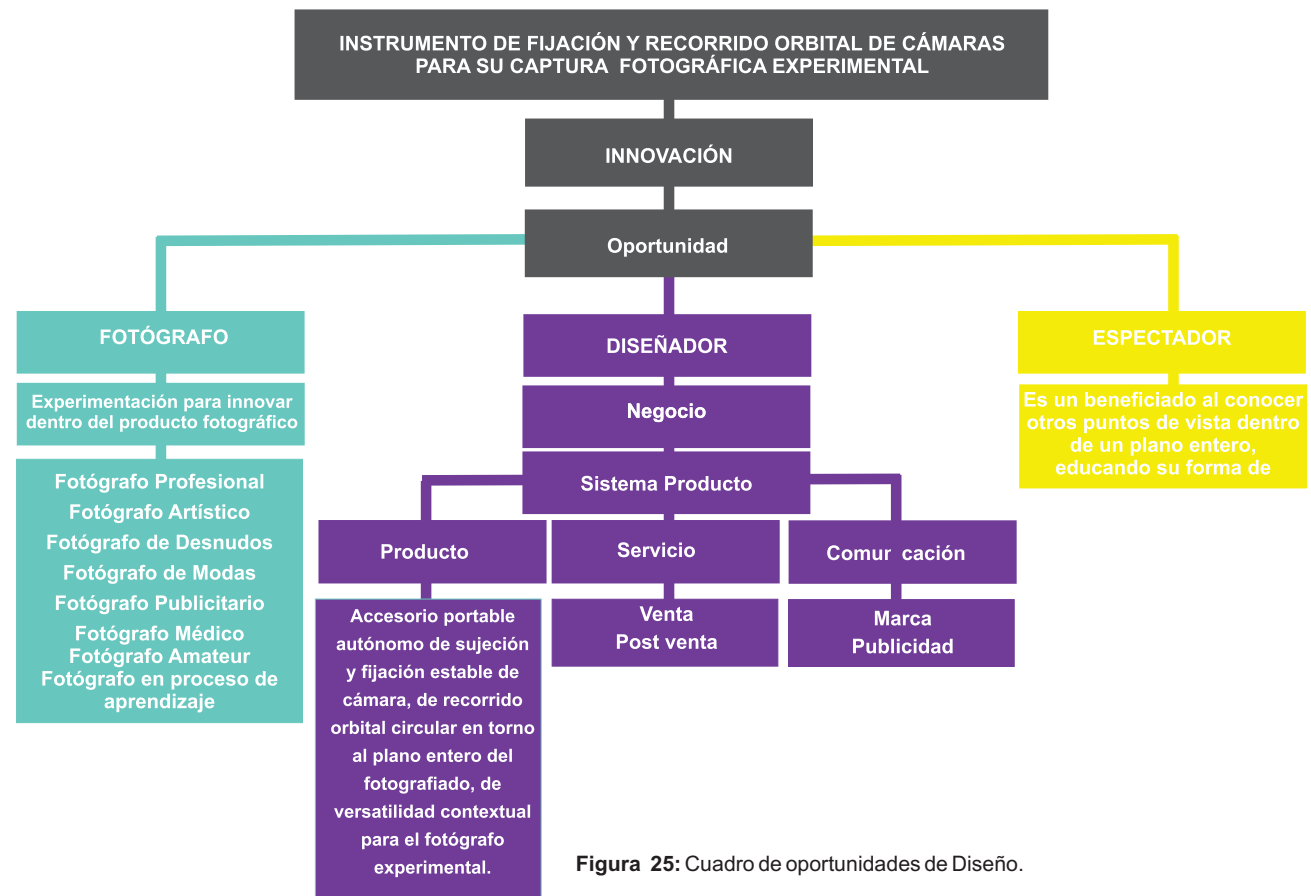 INSTRUMENTO DE FIJACIÓN Y RECORRIDO ORBITAL DE CÁMARAS
PARA SU CAPTURA FOTOGRÁFICA EXPERIMENTAL
INNOVACIÓN
Oportunidad
FOTÓGRAFO
Experimentación para innovar
dentro del producto fotográfico
Fotógrafo Profesional
Fotógrafo Artístico
Fotógrafo de Desnudos
Fotógrafo de Modas
Fotógrafo Publicitario
Fotógrafo Médico
Fotógrafo Amateur
Fotógrafo en proceso de
aprendizaje
DISEÑADOR
Negocio
Sistema Producto
Producto
Accesorio portable
autónomo de sujeción
y fijación estable de
cámara, de recorrido
orbital circular en torno
al plano entero del
fotografiado, de
versatilidad contextual
para el fotógrafo
experimental.
Servicio
Venta
Post venta
Comunicación
Marca
Publicidad
ESPECTADOR
Es un beneficiado al conocer
otros puntos de vista dentro
de un plano entero,
educando su forma de
Figura 25: Cuadro de oportunidades de Diseño.